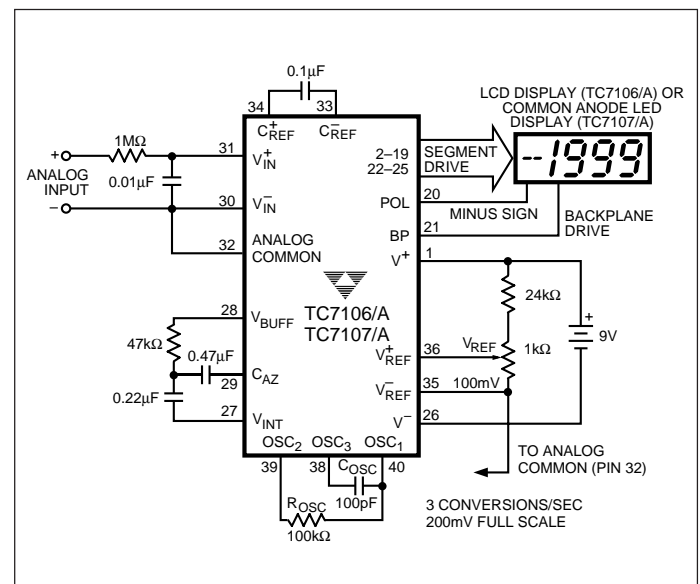 0.1µF
34
33
C+REF
C–REF
LCD DISPLAY (TC7106/A) OR
COMMON ANODE LED
DISPLAY (TC7107/A)
1MΩ
31
V+IN
2–19
22–25
SEGMENT
DRIVE
–1999
+
ANALOG
INPUT
–
0.01µF
30
V–IN
POL
20
MINUS SIGN
BP
21
BACKPLANE
DRIVE
32
ANALOG
COMMON
V+
1
TC7106/A
TC7107/A
24kΩ
+
9V
28
VBUFF
47kΩ
0.47µF
V+REF
36
VREF
1kΩ
29
CAZ
V–REF
35
100mV
0.22µF
27
VINT
V–
26
OSC2
OSC3
OSC1
39
38
COSC
40
100pF
TO ANALOG
COMMON (PIN 32)
ROSC
100kΩ
3 CONVERSIONS/SEC
200mV FULL SCALE